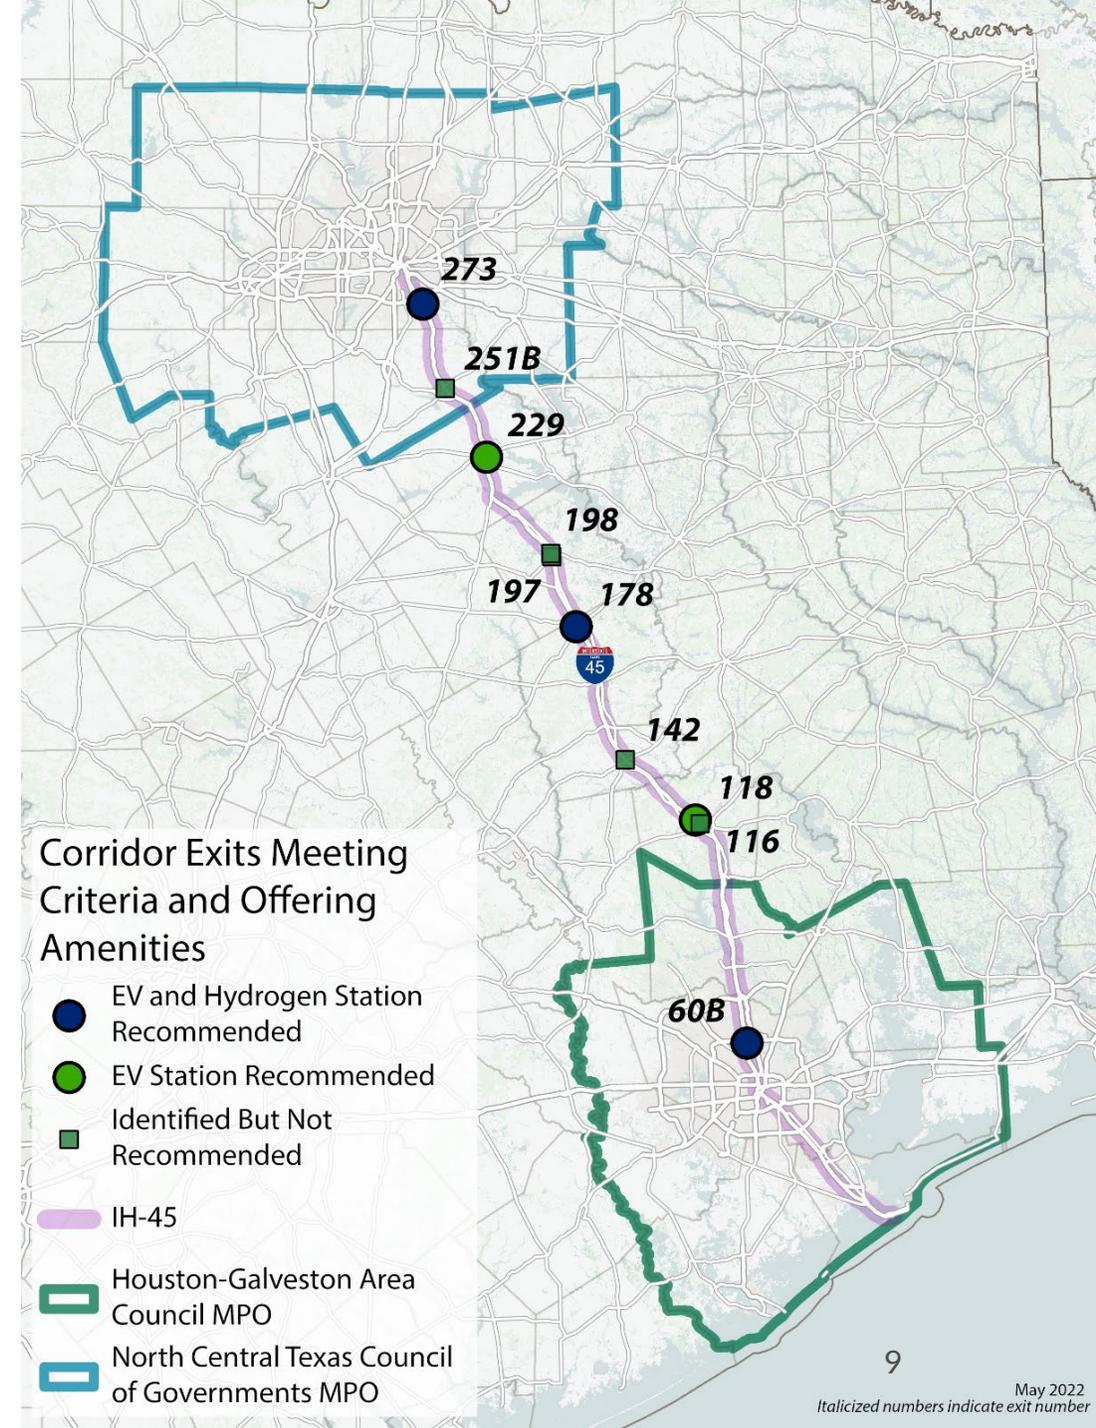 273
251B
229
198
197
178
45
142
118
116
60B
Corridor Exits Meeting
Criteria and Offering
Amenities
EV and Hydrogen Station
Recommended
EV Station Recommended
Identified But Not
Recommended
IH-45
Houston-Galveston Area
Council MPO
North Central Texas Council
of Governments MPO
9
May 2022
Italicized numbers indicate exit number